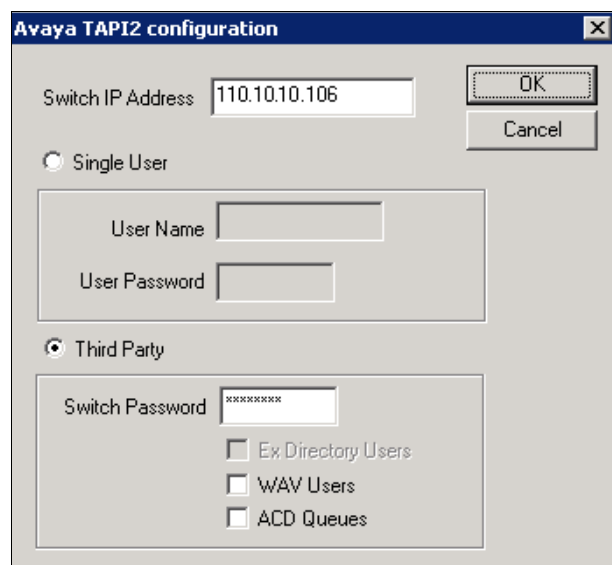 Avaya TAPI2 configuration
Switch IP Address 110.10.10.106
OK
Cancel
Single User
User Name
User Password
Third Party
Switch Password ********
Ex Directory Users
WAV Users
ACD Queues